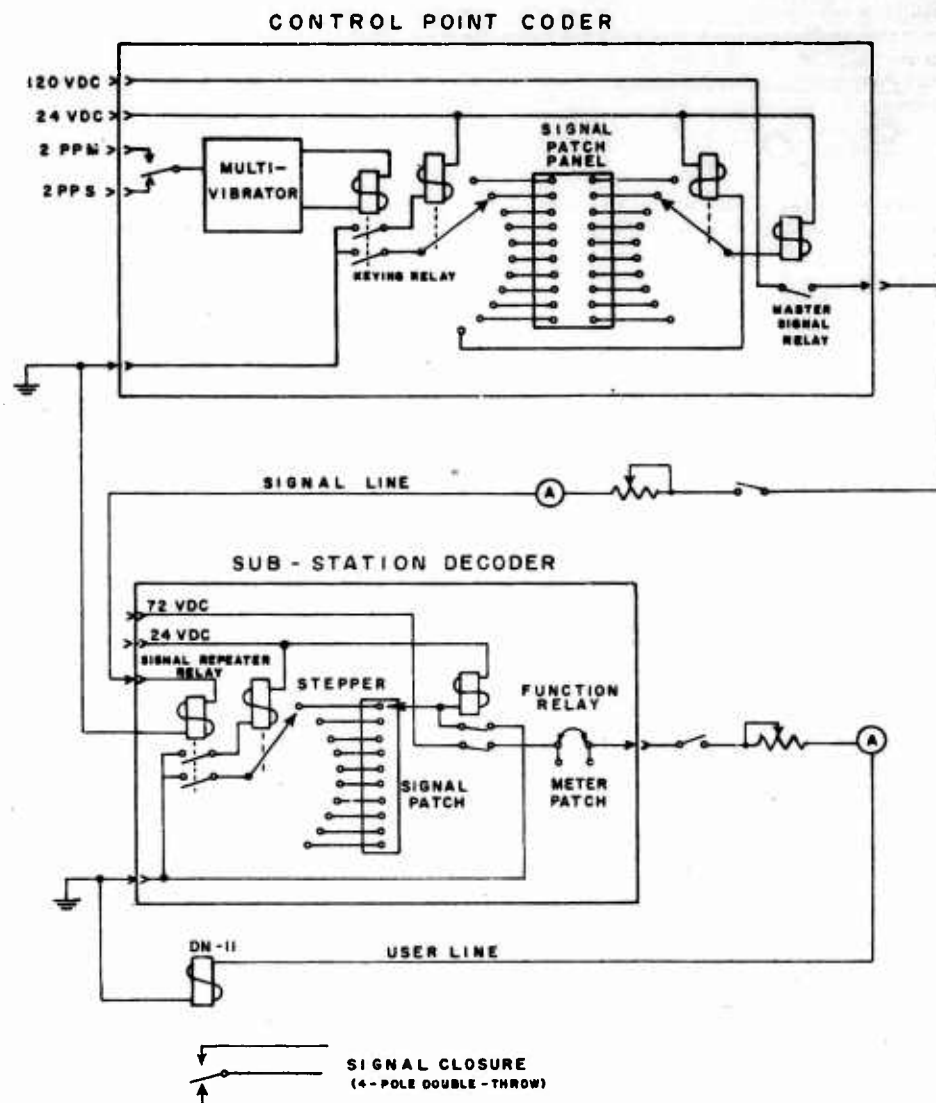 CONTROL POINT CODER
120 VDC
24 VDC
2 PPM
2 PPS
MULTI-
VIBRATOR
SIGNAL
PATCH
PANEL
KEYING RELAY
MASTER
SIGNAL
RELAY
SIGNAL LINE
A
SUB - STATION DECODER
72 VDC
24 VDC
SIGNAL REPEATER
RELAY
STEPPER
FUNCTION
RELAY
A
SIGNAL
PATCH
METER
PATCH
DN-11
USER LINE
SIGNAL CLOSURE
(4-POLE DOUBLE-THROW)